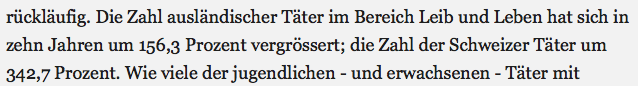 rückläufig. Die Zahl ausländischer Täter im Bereich Leib und Leben hat sich in
zehn Jahren um 156,3 Prozent vergrössert; die Zahl der Schweizer Täter um
342,7 Prozent. Wie viele der jugendlichen - und erwachsenen - Täter mit